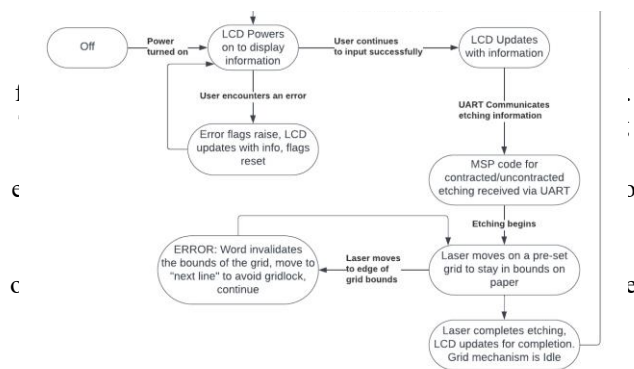 Off
Power
turned on
LCD Powers
on to display
information
User continues
to input successfully
LCD Updates
with information
User encounters an error
UART Communicates
etching information
Error flags raise, LCD
updates with info, flags
reset
MSP code for
contracted/uncontracted
etching received via UART
Etching begins
ERROR: Word invalidates
the bounds of the grid, move to
"next line" to avoid gridlock,
continue
Laser moves
to edge of
grid bounds
Laser moves on a pre-set
grid to stay in bounds on
paper
Laser completes etching,
LCD updates for completion.
Grid mechanism is Idle